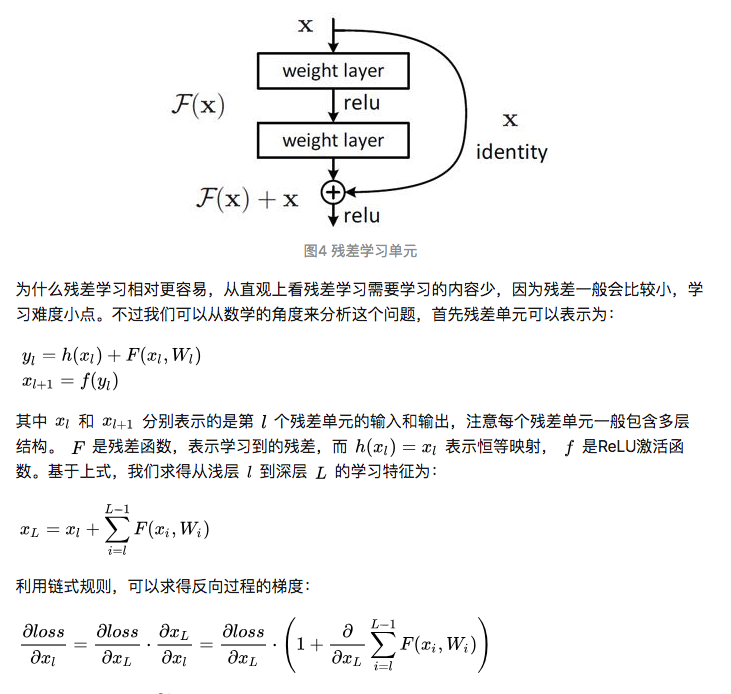 x
weight layer
F(x)
relu
x
weight layer
identity
F(x) + x
relu
图4 残差学习单元
为什么残差学习相对更容易，从直观上看残差学习需要学习的内容少，因为残差一般会比较小，学
习难度小点。不过我们可以从数学的角度来分析这个问题，首先残差单元可以表示为：
y_l = h(x_l) + F(x_l, W_l)
x_{l+1} = f(y_l)
其中 x_l 和 x_{l+1} 分别表示的是第 l 个残差单元的输入和输出，注意每个残差单元一般包含多层
结构。 F 是残差函数，表示学习到的残差，而 h(x_l) = x_l 表示恒等映射， f 是ReLU激活函
数。基于上式，我们求得从浅层 l 到深层 L 的学习特征为：
x_L = x_l + \sum_{i=l}^{L-1} F(x_i, W_i)
利用链式规则，可以求得反向过程的梯度：
\frac{\partial loss}{\partial x_l} = \frac{\partial loss}{\partial x_L} \cdot \frac{\partial x_L}{\partial x_l} = \frac{\partial loss}{\partial x_L} \cdot \left( 1 + \frac{\partial}{\partial x_L} \sum_{i=l}^{L-1} F(x_i, W_i) \right)